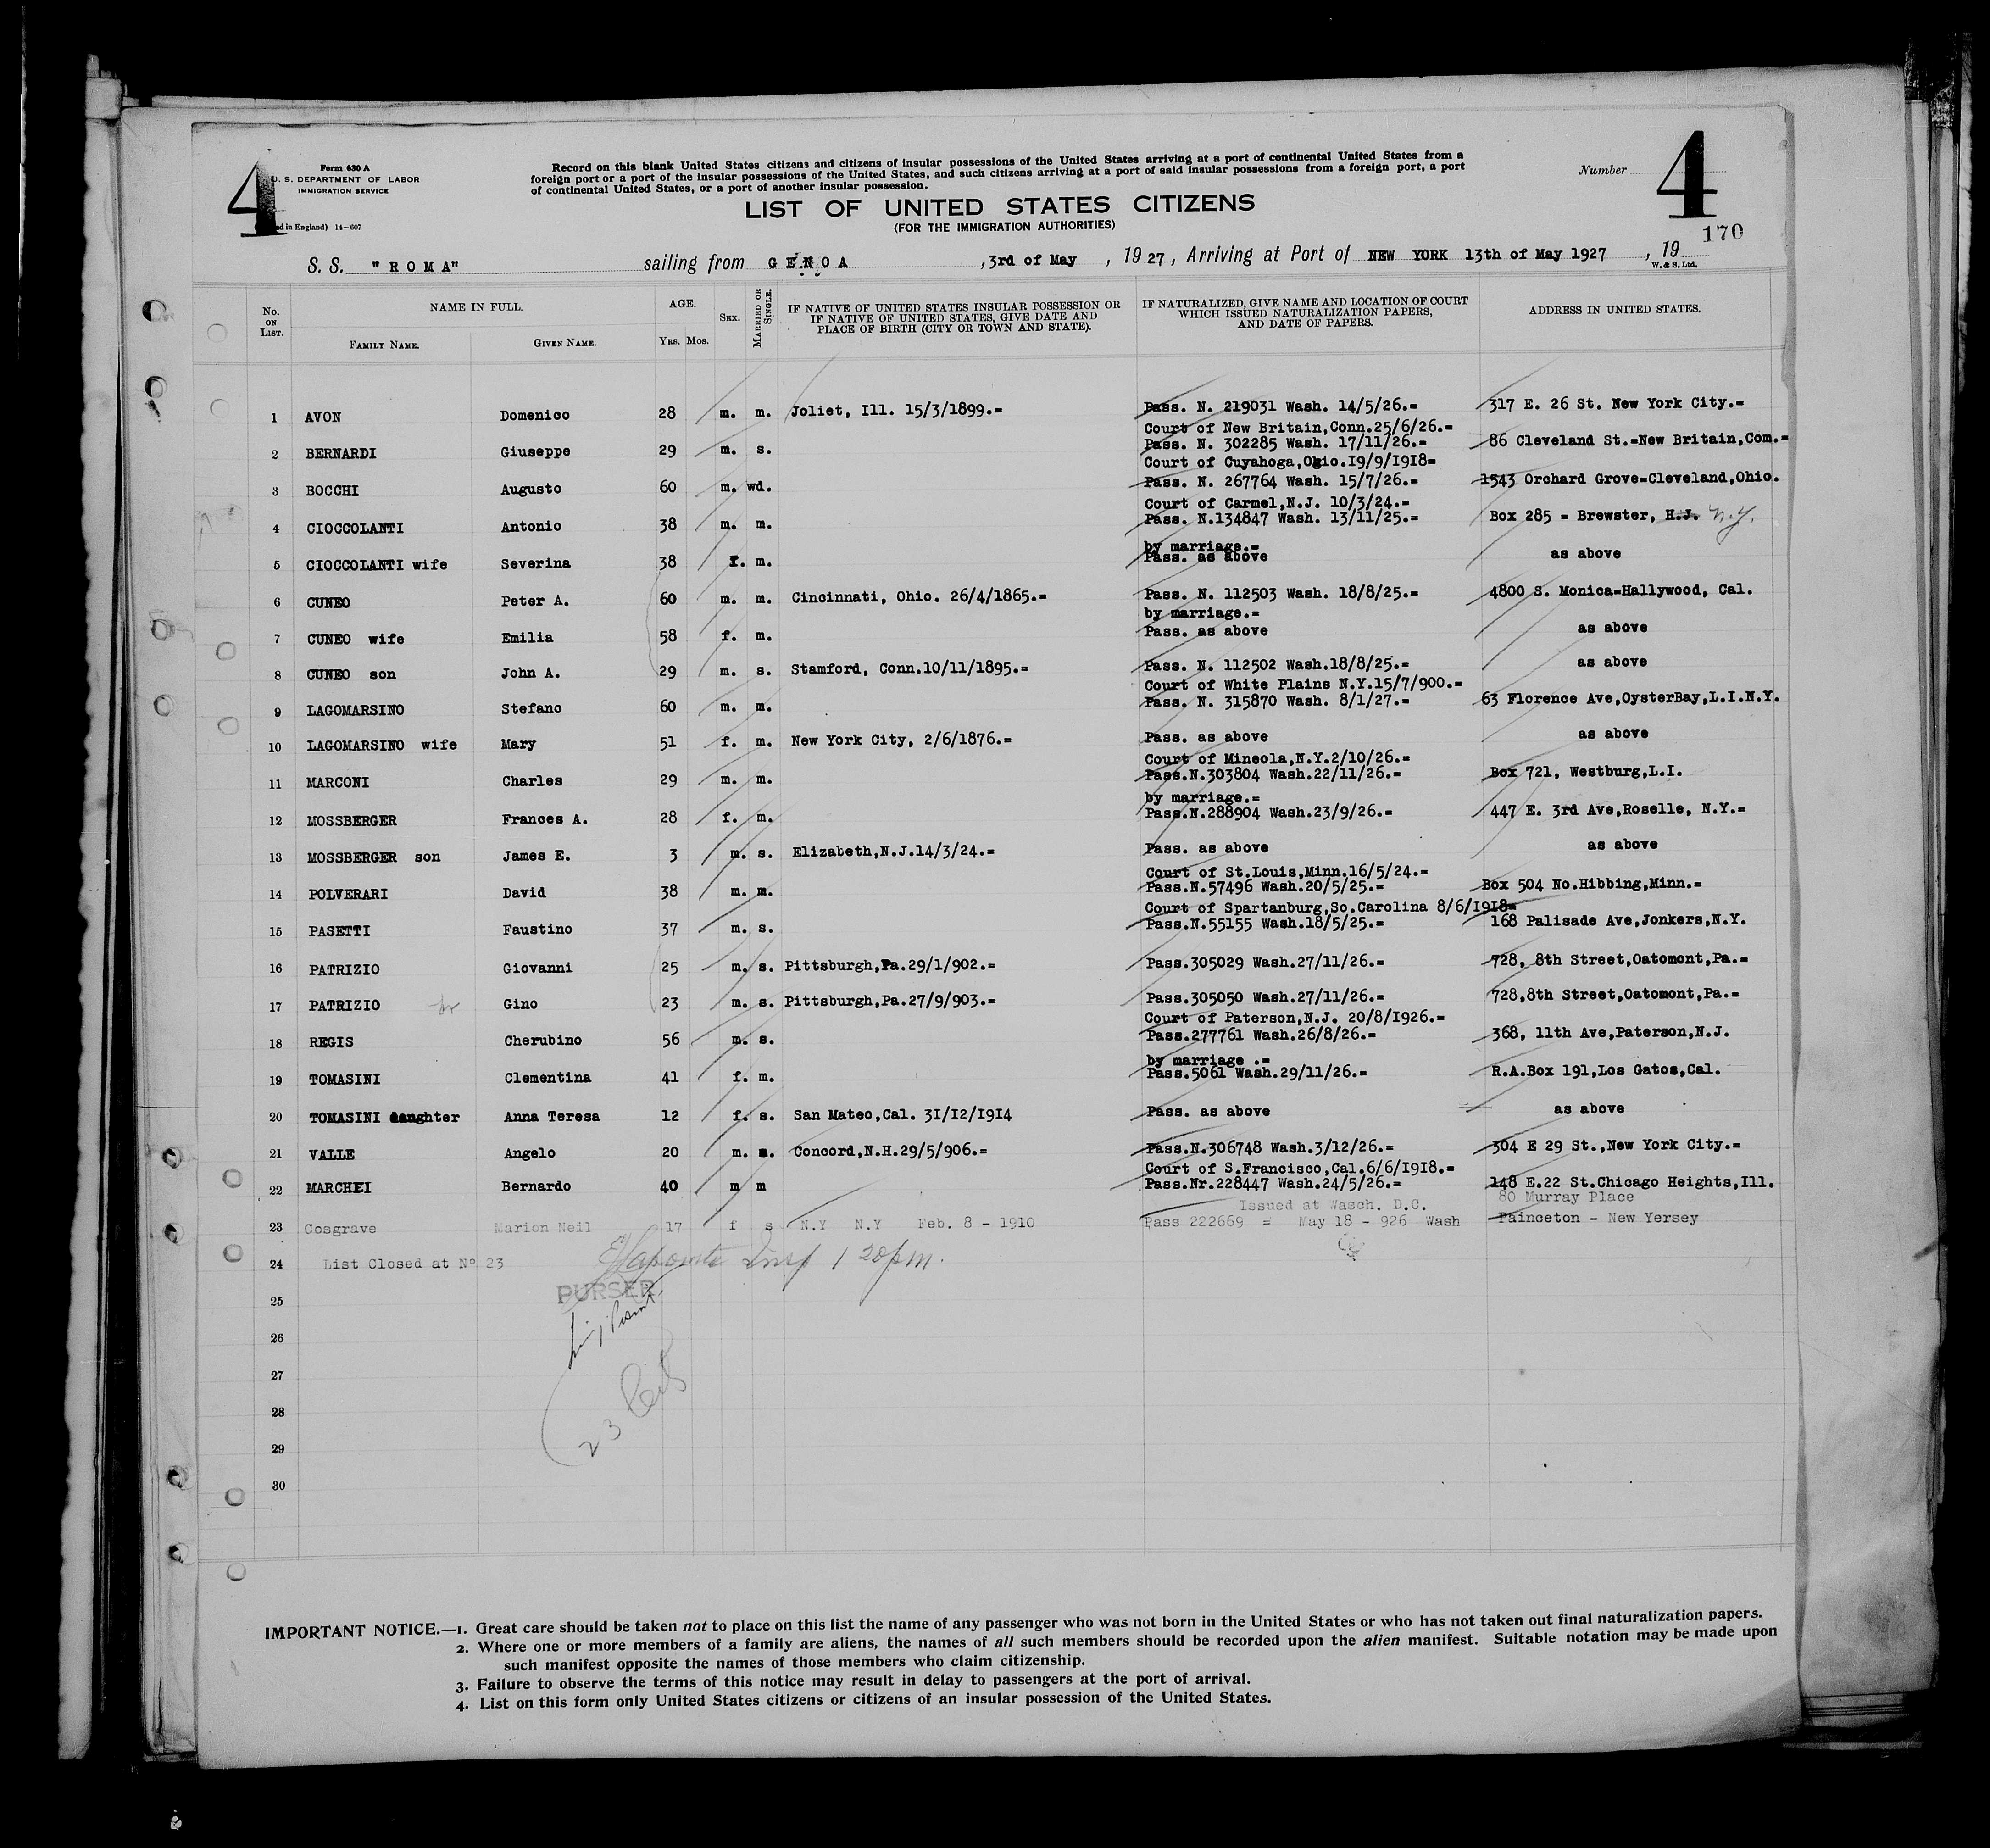 4
Form 630 A
U. S. DEPARTMENT OF LABOR
IMMIGRATION SERVICE
in England) 14-607
Record on this blank United States citizens and citizens of insular possessions of the United States arriving at a port of continental United States from a
foreign port or a port of the insular possessions of the United States, and such citizens arriving at a port of said insular possessions from a foreign port, a port
of continental United States, or a port of another insular possession.
Number 4
170
LIST OF UNITED STATES CITIZENS
(FOR THE IMMIGRATION AUTHORITIES)
S. S. "ROMA" sailing from GENOA , 3rd of May , 1927, Arriving at Port of NEW YORK 13th of May 1927 , 19
W. & S. Ltd.
No. ON LIST. NAME IN FULL. AGE. SEX. MARRIED OR SINGLE. IF NATIVE OF UNITED STATES INSULAR POSSESSION OR IF NATIVE OF UNITED STATES, GIVE DATE AND PLACE OF BIRTH (CITY OR TOWN AND STATE). IF NATURALIZED, GIVE NAME AND LOCATION OF COURT WHICH ISSUED NATURALIZATION PAPERS, AND DATE OF PAPERS. ADDRESS IN UNITED STATES.
FAMILY NAME. GIVEN NAME. YRS. MOS.
1 AVON Domenico 28 m. m. Joliet, Ill. 15/3/1899.= Pass. N. 219031 Wash. 14/5/26.= 317 E. 26 St. New York City.=
Court of New Britain,Conn.25/6/26.=
2 BERNARDI Giuseppe 29 m. s. Pass. N. 302285 Wash. 17/11/26.= 86 Cleveland St.=New Britain,Com.=
Court of Cuyahoga,Ohio.19/9/1918=
3 BOCCHI Augusto 60 m. wd. Pass. N. 267764 Wash. 15/7/26.= 1543 Orchard Grove=Cleveland,Ohio.
Court of Carmel,N.J. 10/3/24.=
4 CIOCCOLANTI Antonio 38 m. m. Pass. N.134847 Wash. 13/11/25.= Box 285 = Brewster, H.J. N.Y.
by marriage.=
5 CIOCCOLANTI wife Severina 38 f. m. Pass. as above as above
6 CUNEO Peter A. 60 m. m. Cincinnati, Ohio. 26/4/1865.= Pass. N. 112503 Wash. 18/8/25.= 4800 S. Monica=Hallywood, Cal.
by marriage.=
7 CUNEO wife Emilia 58 f. m. Pass. as above as above
8 CUNEO son John A. 29 m. s. Stamford, Conn.10/11/1895.= Pass. N. 112502 Wash.18/8/25.= as above
Court of White Plains N.Y.15/7/900.=
9 LAGOMARSINO Stefano 60 m. m. Pass. N. 315870 Wash. 8/1/27.= 63 Florence Ave,OysterBay,L.I.N.Y.
10 LAGOMARSINO wife Mary 51 f. m. New York City, 2/6/1876.= Pass. as above as above
Court of Mineola,N.Y.2/10/26.=
11 MARCONI Charles 29 m. m. Pass.N.303804 Wash.22/11/26.= Box 721, Westburg,L.I.
by marriage.=
12 MOSSBERGER Frances A. 28 f. m. Pass.N.288904 Wash.23/9/26.= 447 E. 3rd Ave,Roselle, N.Y.=
13 MOSSBERGER son James E. 3 m. s. Elizabeth,N.J.14/3/24.= Pass. as above as above
Court of St.Louis,Minn.16/5/24.=
14 POLVERARI David 38 m. m. Pass.N.57496 Wash.20/5/25.= Box 504 No.Hibbing,Minn.=
Court of Spartanburg,So.Carolina 8/6/1918=
15 PASETTI Faustino 37 m. s. Pass.N.55155 Wash.18/5/25.= 168 Palisade Ave,Jonkers,N.Y.
16 PATRIZIO Giovanni 25 m. s. Pittsburgh,Pa.29/1/902.= Pass.305029 Wash.27/11/26.= 728, 8th Street,Oatomont,Pa.=
17 PATRIZIO Gino 23 m. s. Pittsburgh,Pa.27/9/903.= Pass.305050 Wash.27/11/26.= 728,8th Street,Oatomont,Pa.=
Court of Paterson,N.J. 20/8/1926.=
18 REGIS Cherubino 56 m. s. Pass.277761 Wash.26/8/26.= 368, 11th Ave,Paterson,N.J.
by marriage .=
19 TOMASINI Clementina 41 f. m. Pass.5061 Wash.29/11/26.= R.A.Box 191,Los Gatos,Cal.
20 TOMASINI daughter Anna Teresa 12 f. s. San Mateo,Cal. 31/12/1914 Pass. as above as above
21 VALLE Angelo 20 m. Concord,N.H.29/5/906.= Pass.N.306748 Wash.3/12/26.= 304 E 29 St.,New York City.=
Court of S.Francisco,Cal.6/6/1918.=
22 MARCHEI Bernardo 40 m m Pass.Nr.228447 Wash.24/5/26.= 148 E.22 St.Chicago Heights,Ill.
Issued at Wasch. D.C. 80 Murray Place
23 Cosgrave Marion Neil 17 f s N.Y N.Y Feb. 8 - 1910 Pass 222669 = May 18 - 926 Wash Painceton - New Yersey
24 List Closed at Nº 23 Insp 1 20pm.
25 PURSER
26
27
28 23
29
30
IMPORTANT NOTICE.—1. Great care should be taken not to place on this list the name of any passenger who was not born in the United States or who has not taken out final naturalization papers.
2. Where one or more members of a family are aliens, the names of all such members should be recorded upon the alien manifest. Suitable notation may be made upon
such manifest opposite the names of those members who claim citizenship.
3. Failure to observe the terms of this notice may result in delay to passengers at the port of arrival.
4. List on this form only United States citizens or citizens of an insular possession of the United States.